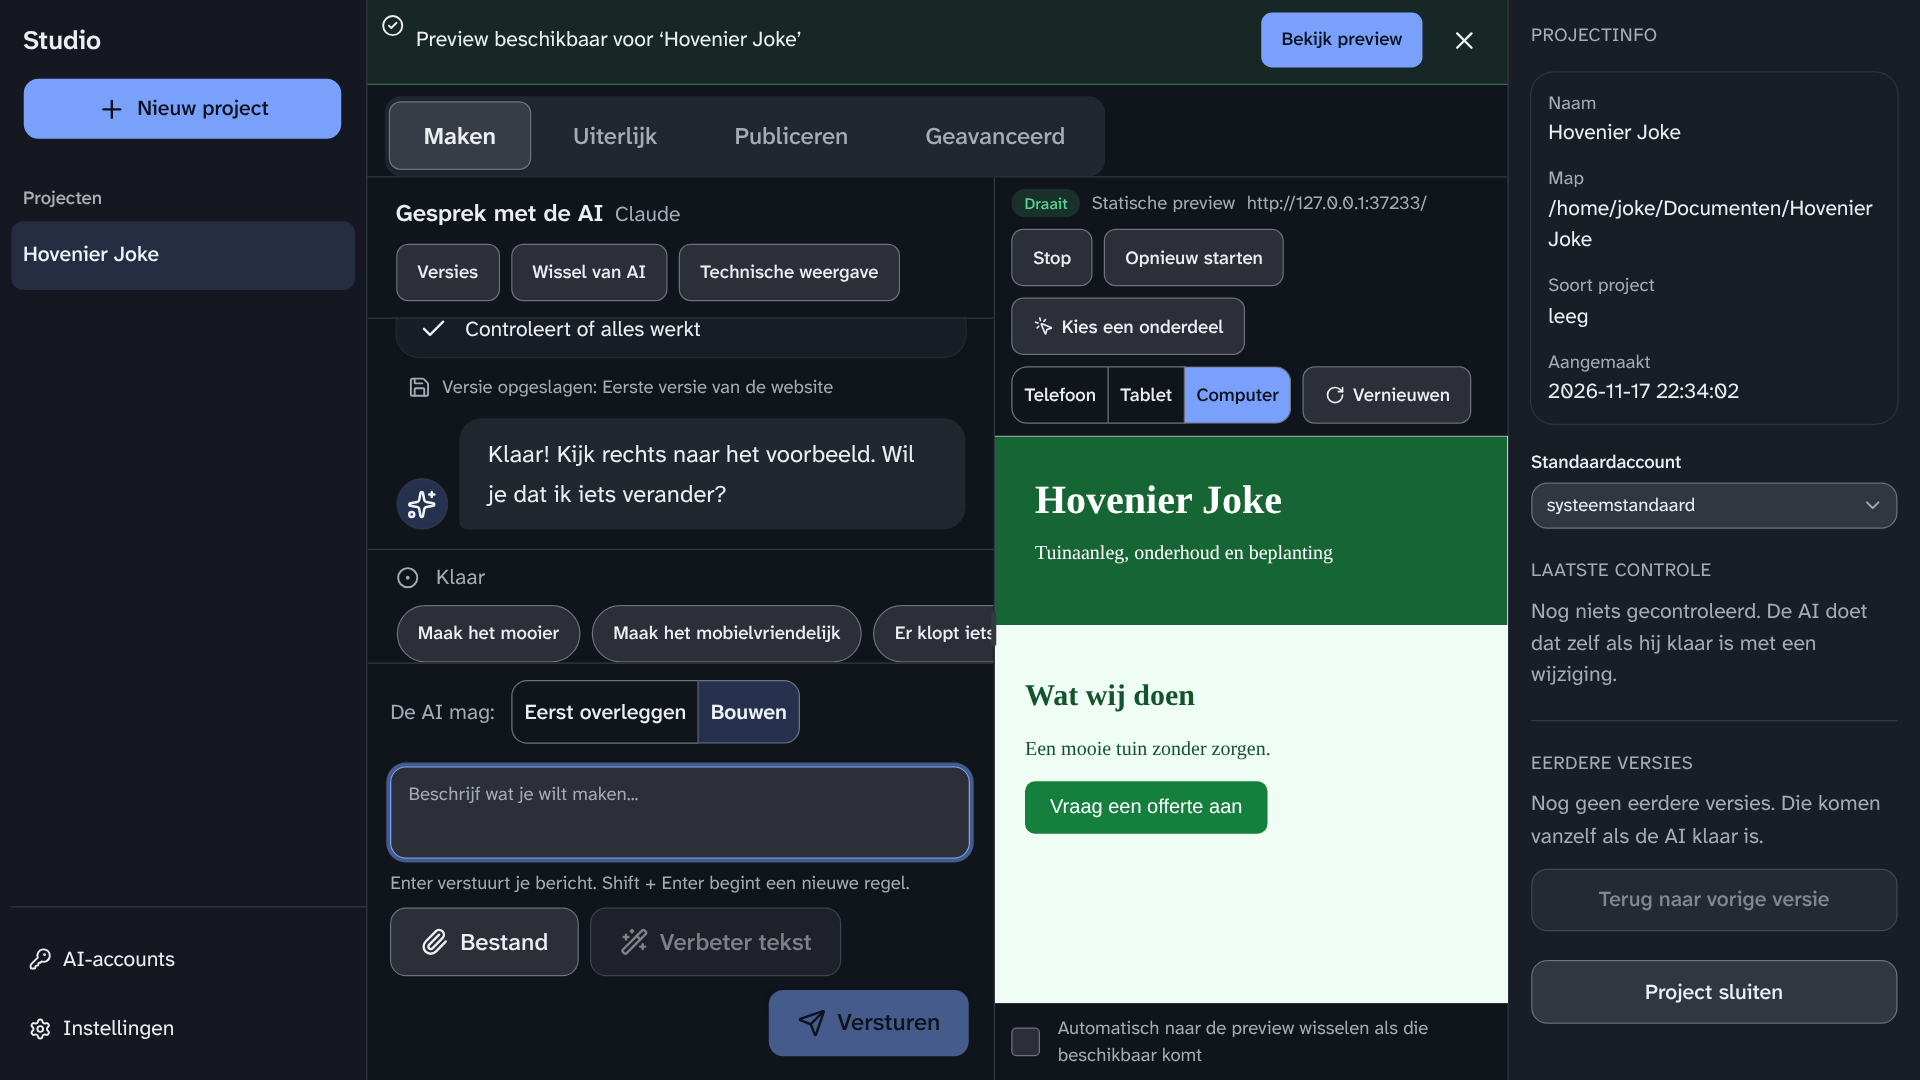 Studio
Nieuw project
Projecten
Hovenier Joke
AI-accounts
Instellingen
Preview beschikbaar voor ‘Hovenier Joke’
Bekijk preview
Maken
Uiterlijk
Publiceren
Geavanceerd
Gesprek met de AI Claude
Versies
Wissel van AI
Technische weergave
Controleert of alles werkt
Versie opgeslagen: Eerste versie van de website
Klaar! Kijk rechts naar het voorbeeld. Wil
je dat ik iets verander?
Klaar
Maak het mooier
Maak het mobielvriendelijk
Er klopt iets
De AI mag:
Eerst overleggen
Bouwen
Beschrijf wat je wilt maken...
Enter verstuurt je bericht. Shift + Enter begint een nieuwe regel.
Bestand
Verbeter tekst
Versturen
Draait
Statische preview
http://127.0.0.1:37233/
Stop
Opnieuw starten
Kies een onderdeel
Telefoon
Tablet
Computer
Vernieuwen
Hovenier Joke
Tuinaanleg, onderhoud en beplanting
Wat wij doen
Een mooie tuin zonder zorgen.
Vraag een offerte aan
Automatisch naar de preview wisselen als die
beschikbaar komt
PROJECTINFO
Naam
Hovenier Joke
Map
/home/joke/Documenten/Hovenier
Joke
Soort project
leeg
Aangemaakt
2026-11-17 22:34:02
Standaardaccount
systeemstandaard
LAATSTE CONTROLE
Nog niets gecontroleerd. De AI doet
dat zelf als hij klaar is met een
wijziging.
EERDERE VERSIES
Nog geen eerdere versies. Die komen
vanzelf als de AI klaar is.
Terug naar vorige versie
Project sluiten